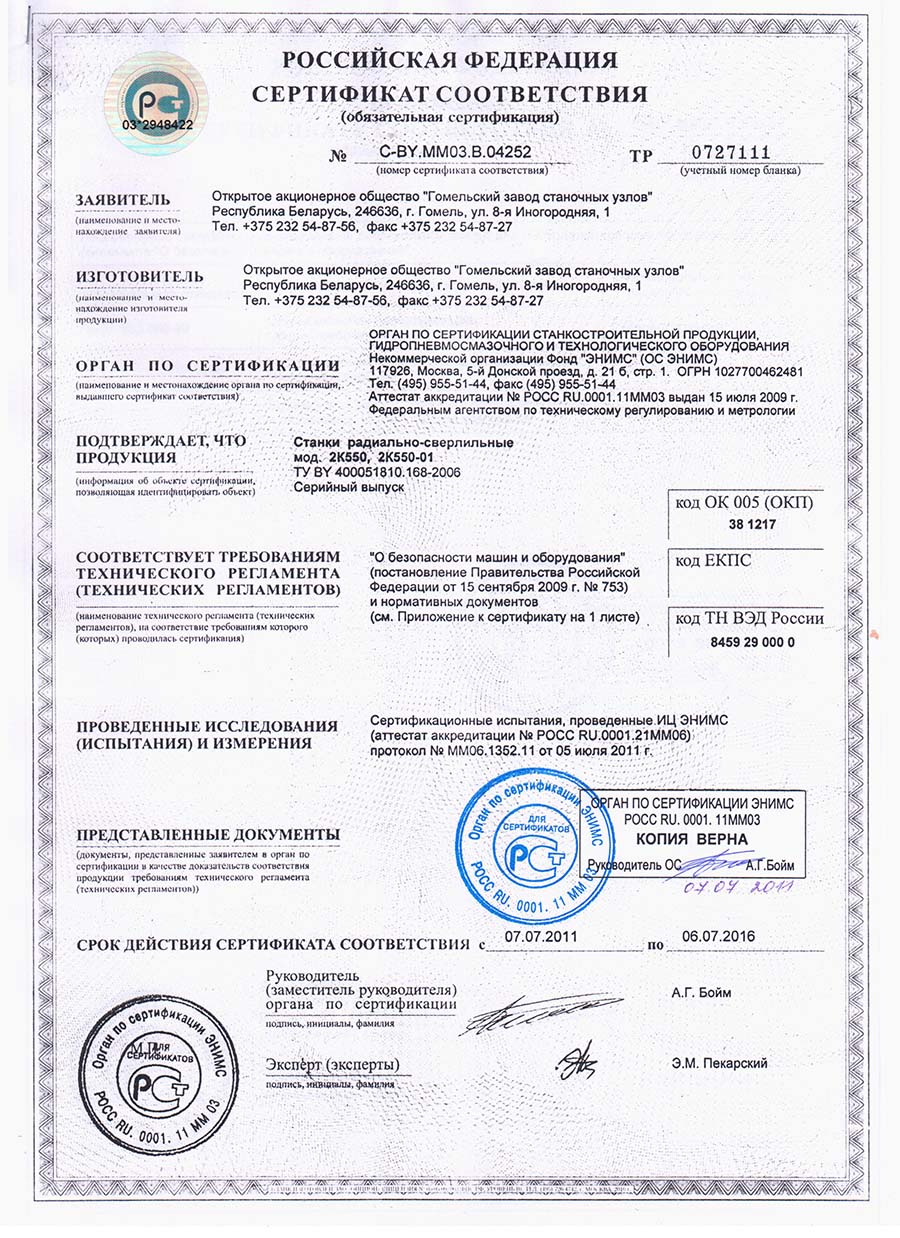 РОССИЙСКАЯ ФЕДЕРАЦИЯ
СЕРТИФИКАТ СООТВЕТСТВИЯ
(обязательная сертификация)
РСТ
03*2948422
№ C-BY.MM03.B.04252
(номер сертификата соответствия)
ТР 0727111
(учетный номер бланка)
ЗАЯВИТЕЛЬ
(наименование и место-
нахождение заявителя)
Открытое акционерное общество "Гомельский завод станочных узлов"
Республика Беларусь, 246636, г. Гомель, ул. 8-я Иногородняя, 1
Тел. +375 232 54-87-56, факс +375 232 54-87-27
ИЗГОТОВИТЕЛЬ
(наименование и место-
нахождение изготовителя
продукции)
Открытое акционерное общество "Гомельский завод станочных узлов"
Республика Беларусь, 246636, г. Гомель, ул. 8-я Иногородняя, 1
Тел. +375 232 54-87-56, факс +375 232 54-87-27
ОРГАН ПО СЕРТИФИКАЦИИ
(наименование и местонахождение органа по сертификации,
выдавшего сертификат соответствия)
ОРГАН ПО СЕРТИФИКАЦИИ СТАНКОСТРОИТЕЛЬНОЙ ПРОДУКЦИИ,
ГИДРОПНЕВМОСМАЗОЧНОГО И ТЕХНОЛОГИЧЕСКОГО ОБОРУДОВАНИЯ
Некоммерческой организации Фонд "ЭНИМС" (ОС ЭНИМС)
117926, Москва, 5-й Донской проезд, д. 21 б, стр. 1. ОГРН 1027700462481
Тел. (495) 955-51-44, факс (495) 955-51-44
Аттестат аккредитации № РОСС RU.0001.11ММ03 выдан 15 июля 2009 г.
Федеральным агентством по техническому регулированию и метрологии
ПОДТВЕРЖДАЕТ, ЧТО
ПРОДУКЦИЯ
(информация об объекте сертификации,
позволяющая идентифицировать объект)
Станки радиально-сверлильные
мод. 2К550, 2К550-01
ТУ BY 400051810.168-2006
Серийный выпуск
код ОК 005 (ОКП)
38 1217
СООТВЕТСТВУЕТ ТРЕБОВАНИЯМ
ТЕХНИЧЕСКОГО РЕГЛАМЕНТА
(ТЕХНИЧЕСКИХ РЕГЛАМЕНТОВ)
(наименование технического регламента (технических
регламентов), на соответствие требованиям которого
(которых) проводилась сертификация)
"О безопасности машин и оборудования"
(постановление Правительства Российской
Федерации от 15 сентября 2009 г. № 753)
и нормативных документов
(см. Приложение к сертификату на 1 листе)
код ЕКПС
код ТН ВЭД России
8459 29 000 0
ПРОВЕДЕННЫЕ ИССЛЕДОВАНИЯ
(ИСПЫТАНИЯ) И ИЗМЕРЕНИЯ
Сертификационные испытания, проведенные ИЦ ЭНИМС
(аттестат аккредитации № РОСС RU.0001.21ММ06)
протокол № ММ06.1352.11 от 05 июля 2011 г.
ПРЕДСТАВЛЕННЫЕ ДОКУМЕНТЫ
(документы, представленные заявителем в орган по
сертификации в качестве доказательств соответствия
продукции требованиям технического регламента
(технических регламентов))
Орган по сертификации ЭНИМС
ДЛЯ
СЕРТИФИКАТОВ
РСТ
РОСС RU. 0001. 11 ММ 03
ОРГАН ПО СЕРТИФИКАЦИИ ЭНИМС
РОСС RU. 0001. 11ММ03
КОПИЯ ВЕРНА
Руководитель ОС А.Г.Бойм
07.07 2011
СРОК ДЕЙСТВИЯ СЕРТИФИКАТА СООТВЕТСТВИЯ с 07.07.2011 по 06.07.2016
Руководитель
(заместитель руководителя)
органа по сертификации
подпись, инициалы, фамилия
А.Г. Бойм
Эксперт (эксперты)
подпись, инициалы, фамилия
Э.М. Пекарский
Орган по сертификации ЭНИМС
М.П.
ДЛЯ
СЕРТИФИКАТОВ
РСТ
РОСС RU. 0001. 11 ММ 03